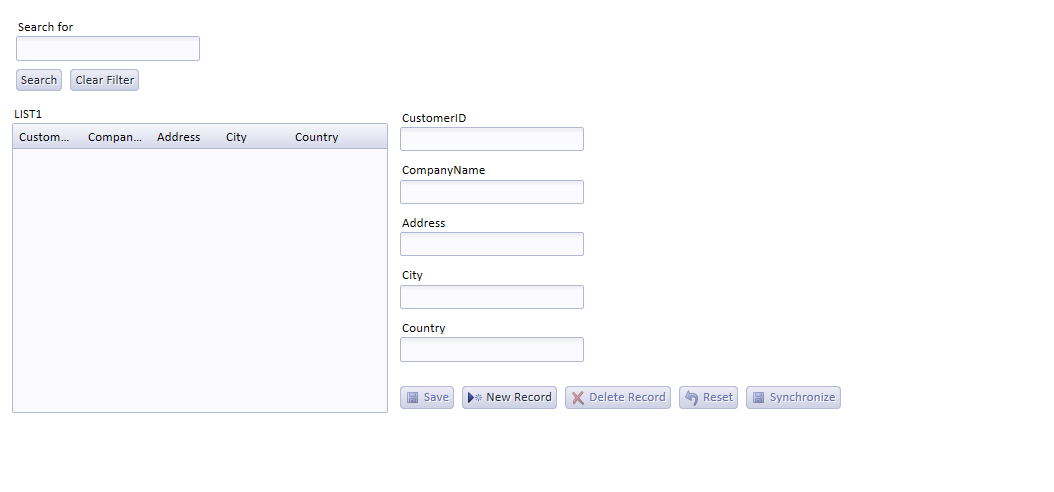 Search for
Search Clear Filter
LIST1
Custom... Compan... Address City Country
CustomerID
CompanyName
Address
City
Country
Save New Record Delete Record Reset Synchronize